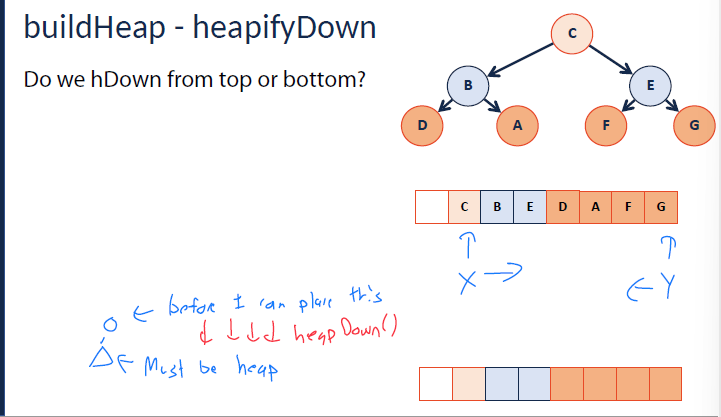 buildHeap - heapifyDown
Do we hDown from top or bottom?
C
B E
D A F G
C B E D A F G
X Y
before I can place this
heapDown()
Must be heap